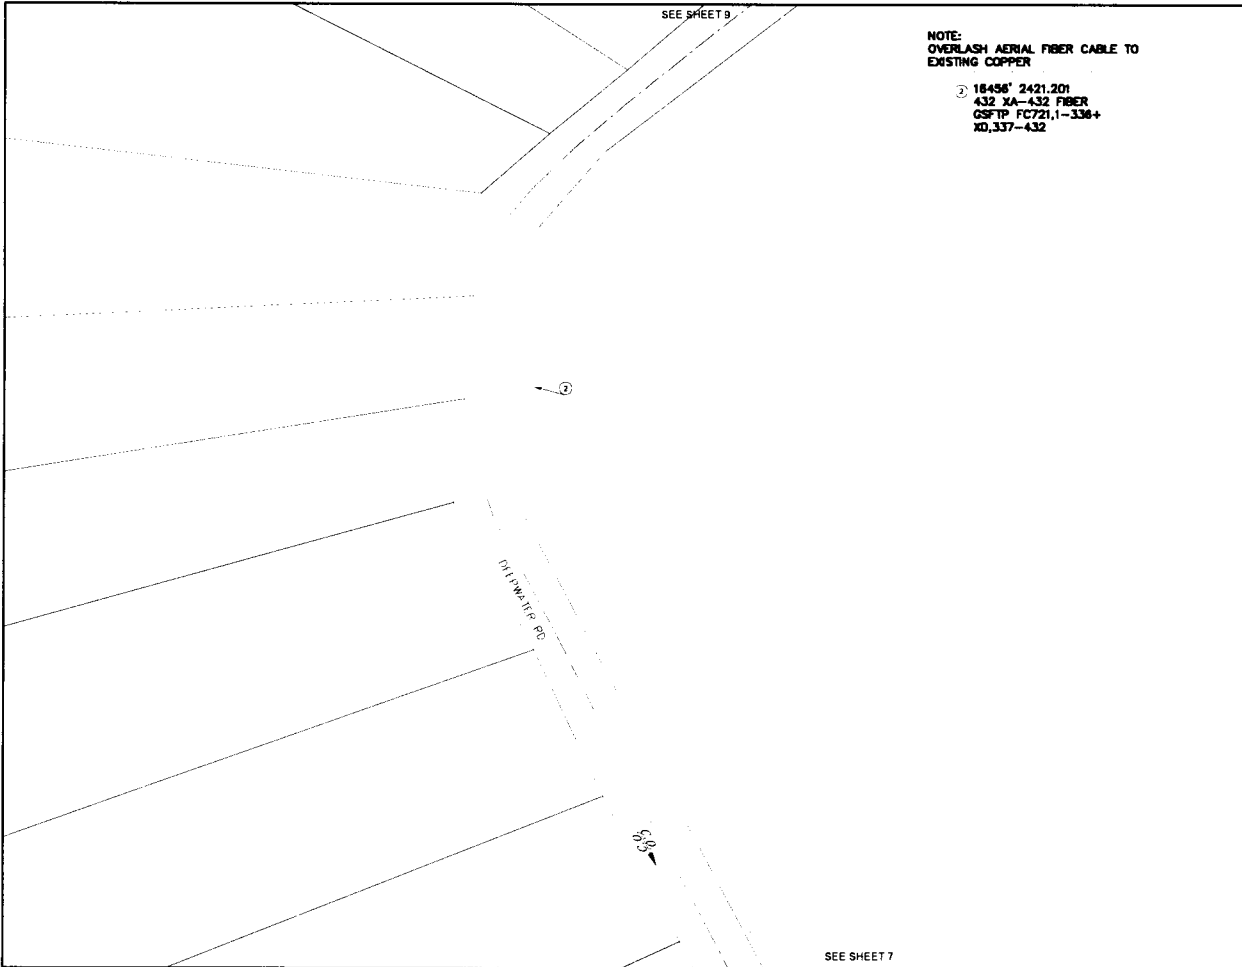 SEE SHEET 9
NOTE:
OVERLASH AERIAL FIBER CABLE TO
EXISTING COPPER
2 16456' 2421.201
432 XA-432 FIBER
GSFTP FC721,1-336+
XD,337-432
2
DEEPWATER RD
SEE SHEET 7